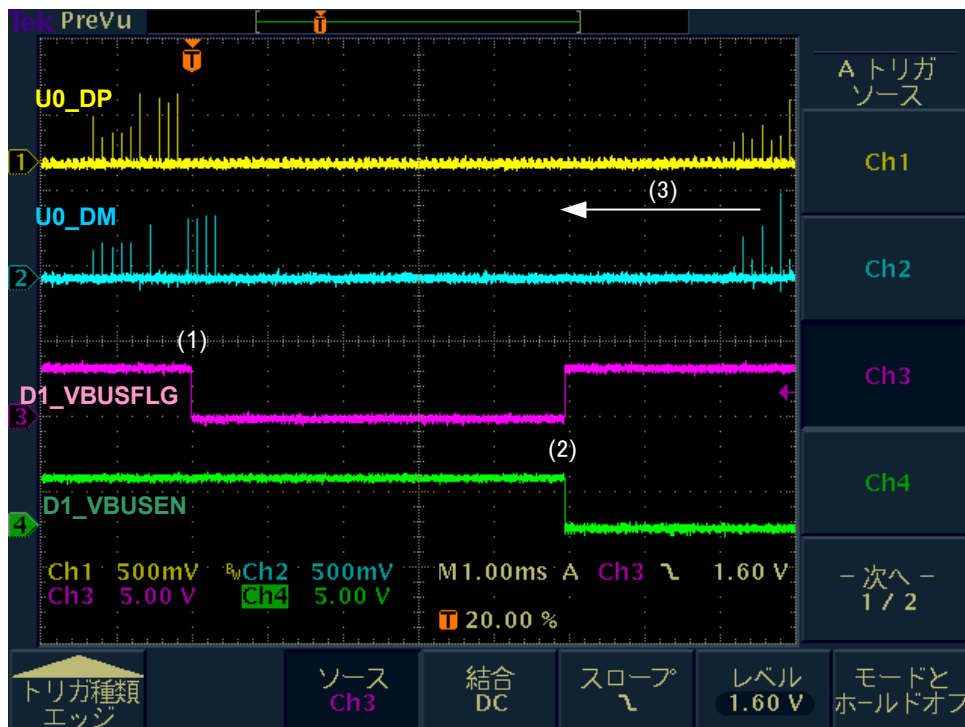 Tek PreVu
T
T
A トリガ
ソース
U0_DP
1
Ch1
(3)
U0_DM
2
Ch2
(1)
D1_VBUSFLG
3
Ch3
(2)
D1_VBUSEN
4
Ch4
Ch1 500mV BW Ch2 500mV M1.00ms A Ch3 1.60 V
Ch3 5.00 V Ch4 5.00 V
T 20.00 %
- 次へ -
1 / 2
トリガ種類
エッジ
ソース
Ch3
結合
DC
スロープ
レベル
1.60 V
モードと
ホールドオフ